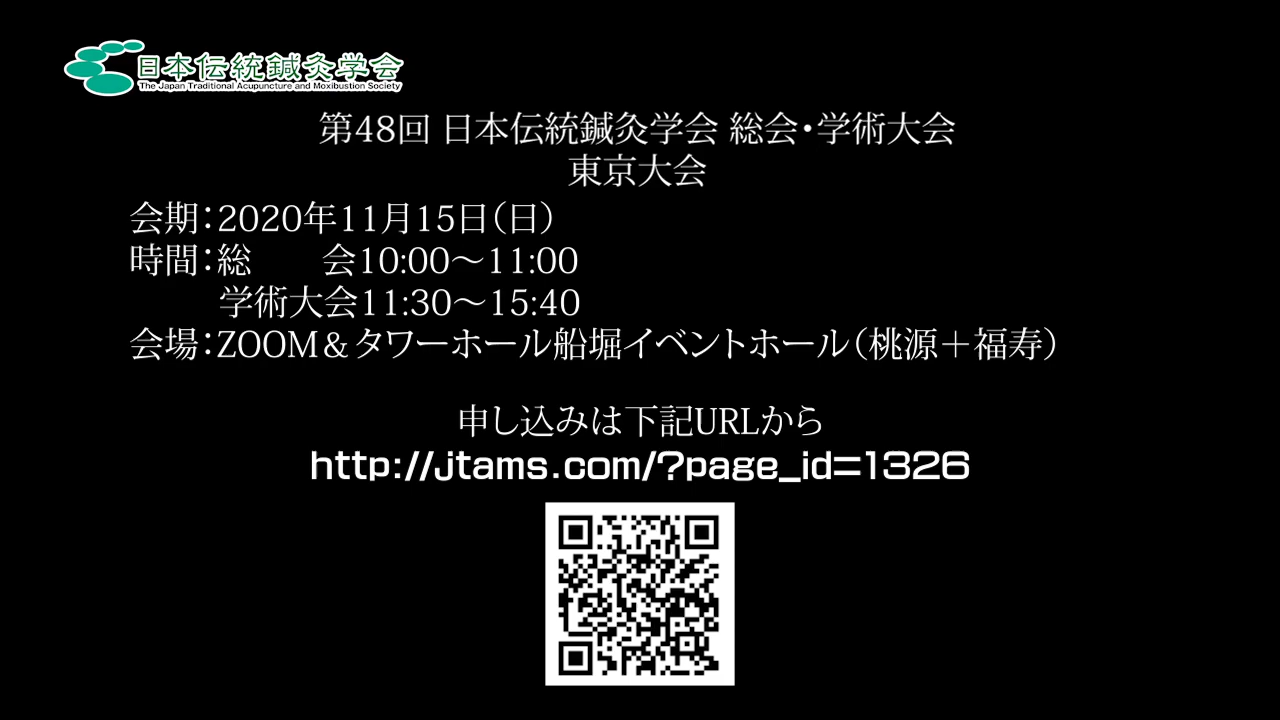 日本伝統鍼灸学会
The Japan Traditional Acupuncture and Moxibustion Society
第48回 日本伝統鍼灸学会 総会・学術大会
東京大会
会期：2020年11月15日（日）
時間：総　　会10:00～11:00
学術大会11:30～15:40
会場：ZOOM＆タワーホール船堀イベントホール（桃源＋福寿）
申し込みは下記URLから
http://jtams.com/?page_id=1326